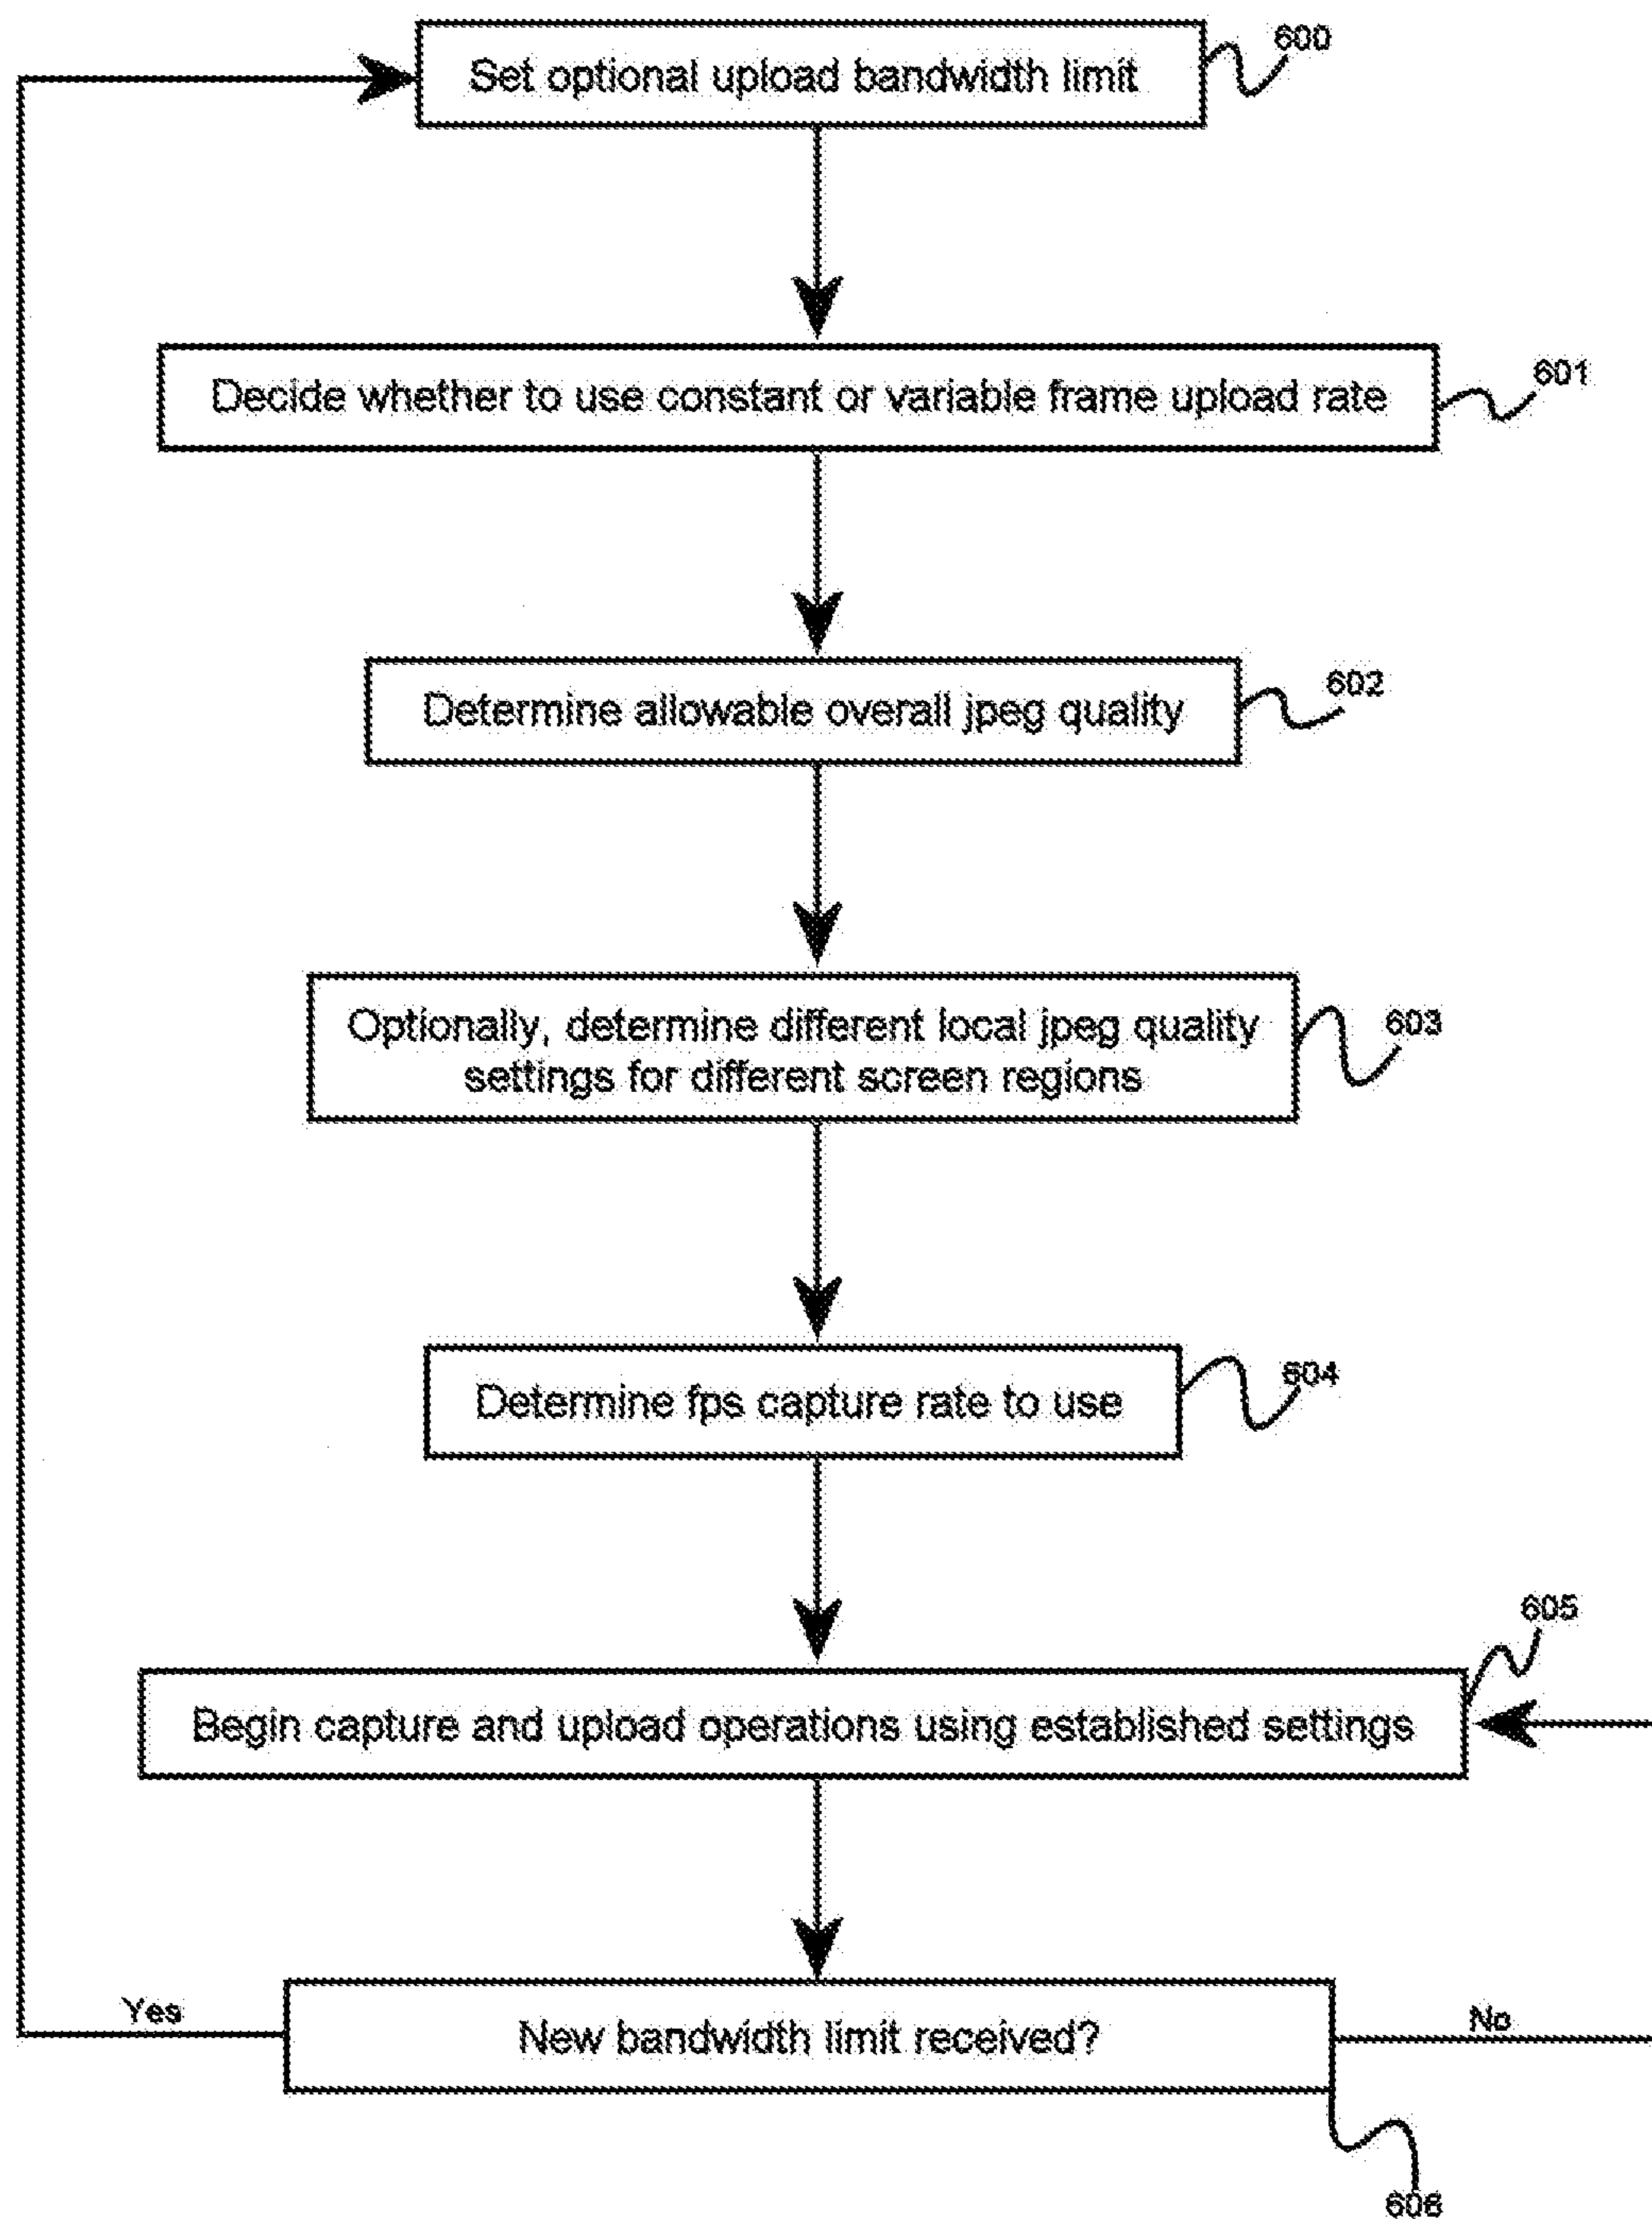 Set optional upload bandwidth limit
600
Decide whether to use constant or variable frame upload rate
601
Determine allowable overall jpeg quality
602
Optionally, determine different local jpeg quality
settings for different screen regions
603
Determine fps capture rate to use
604
Begin capture and upload operations using established settings
605
New bandwidth limit received?
Yes
No
606